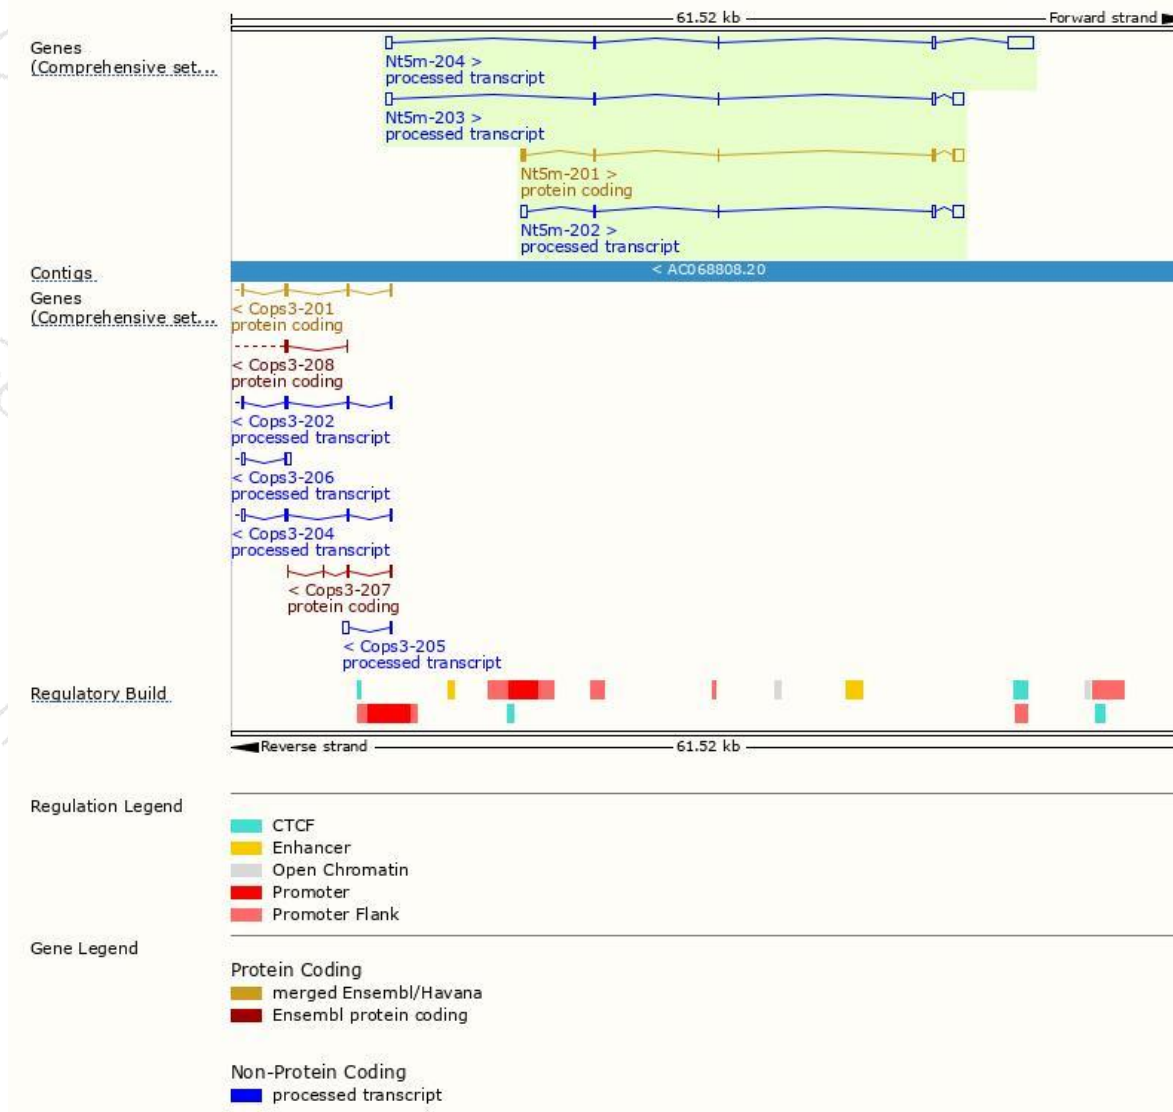 61.52 kb Forward strand
Genes
(Comprehensive set...
Nt5m-204 >
processed transcript
Nt5m-203 >
processed transcript
Nt5m-201 >
protein coding
Nt5m-202 >
processed transcript
Contigs
< AC068808.20
Genes
(Comprehensive set...
< Cops3-201
protein coding
< Cops3-208
protein coding
< Cops3-202
processed transcript
< Cops3-206
processed transcript
< Cops3-204
processed transcript
< Cops3-207
protein coding
< Cops3-205
processed transcript
Regulatory Build
Reverse strand 61.52 kb
Regulation Legend
CTCF
Enhancer
Open Chromatin
Promoter
Promoter Flank
Gene Legend
Protein Coding
merged Ensembl/Havana
Ensembl protein coding
Non-Protein Coding
processed transcript